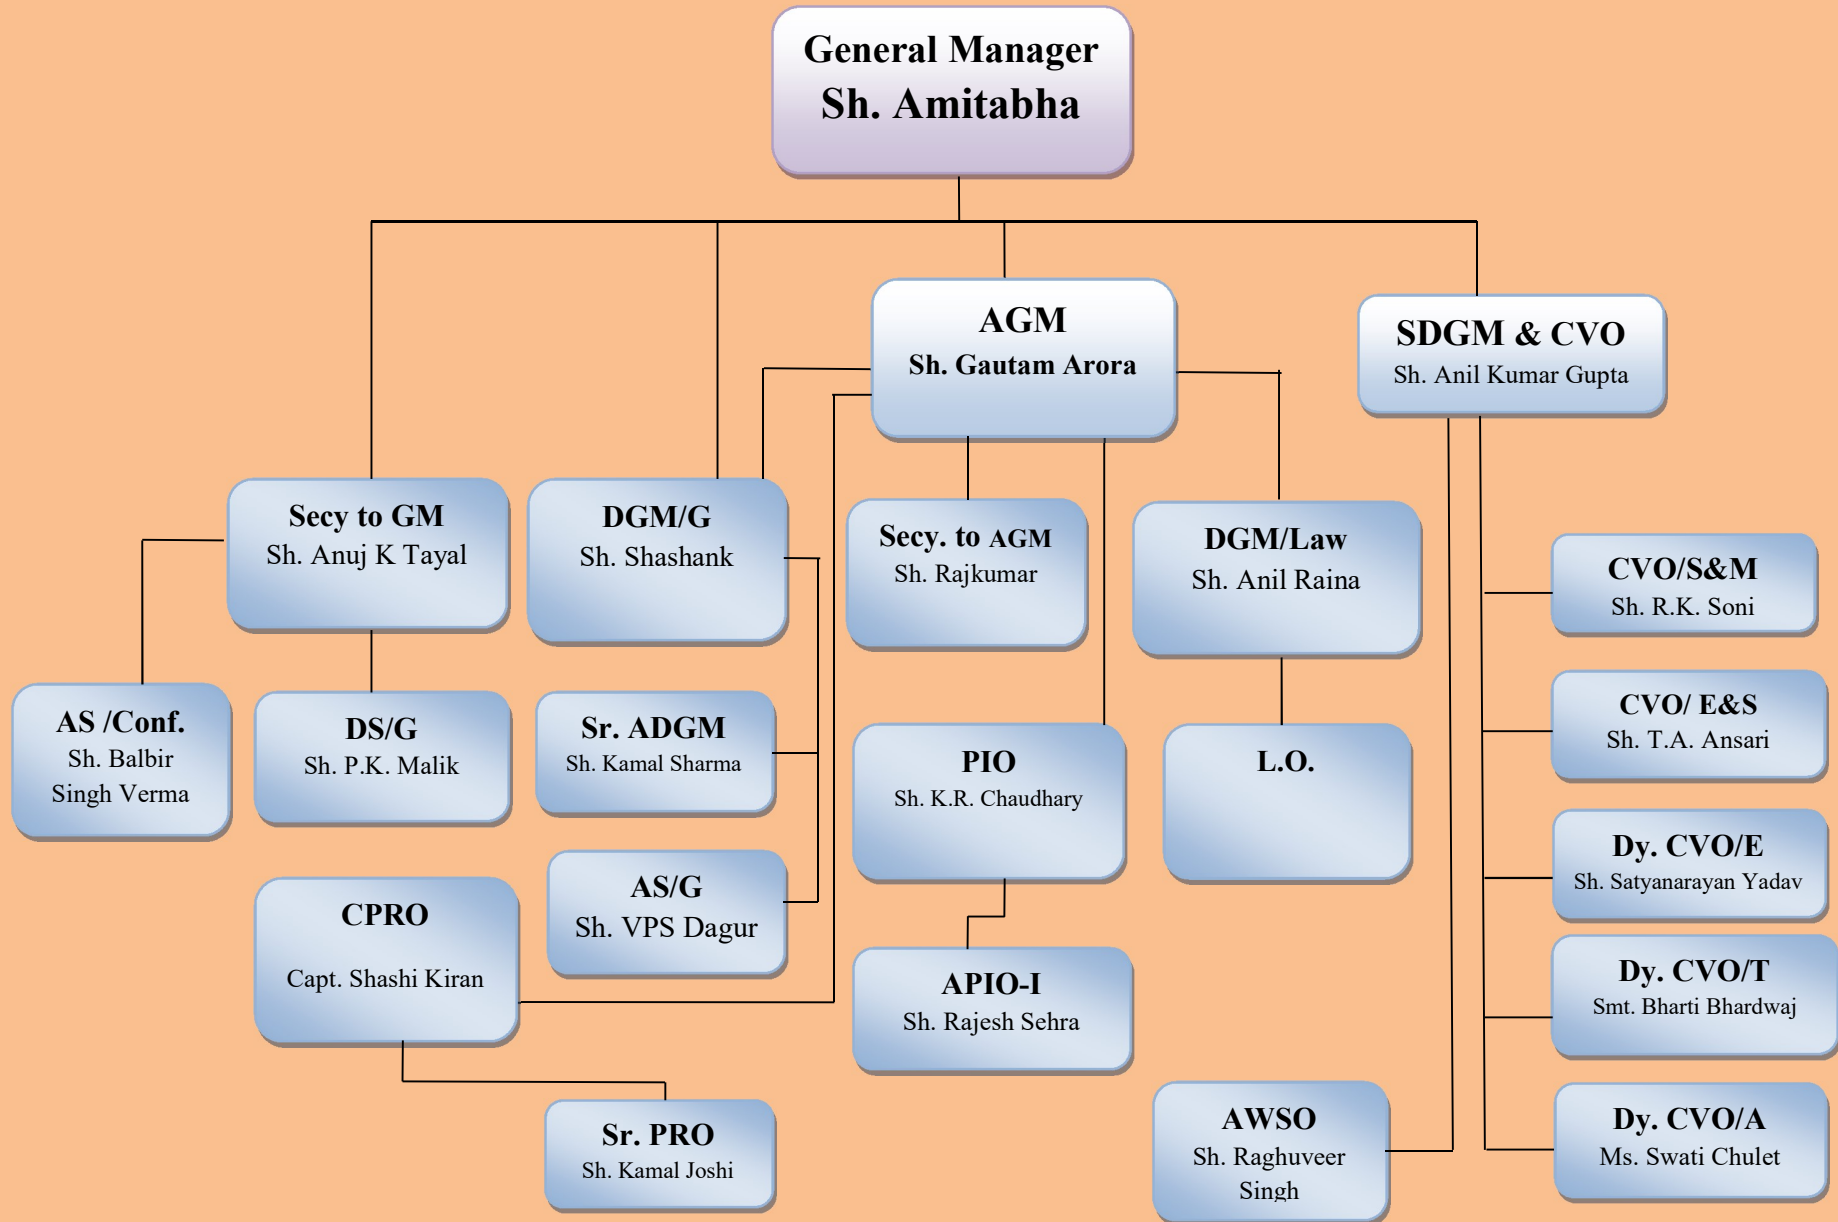 General Manager
Sh. Amitabha
AGM
Sh. Gautam Arora
SDGM & CVO
Sh. Anil Kumar Gupta
Secy to GM
Sh. Anuj K Tayal
DGM/G
Sh. Shashank
Secy. to AGM
Sh. Rajkumar
DGM/Law
Sh. Anil Raina
CVO/S&M
Sh. R.K. Soni
AS /Conf.
Sh. Balbir
Singh Verma
DS/G
Sh. P.K. Malik
Sr. ADGM
Sh. Kamal Sharma
PIO
Sh. K.R. Chaudhary
L.O.
CVO/ E&S
Sh. T.A. Ansari
Dy. CVO/E
Sh. Satyanarayan Yadav
CPRO
Capt. Shashi Kiran
AS/G
Sh. VPS Dagur
APIO-I
Sh. Rajesh Sehra
Dy. CVO/T
Smt. Bharti Bhardwaj
Sr. PRO
Sh. Kamal Joshi
AWSO
Sh. Raghuveer
Singh
Dy. CVO/A
Ms. Swati Chulet